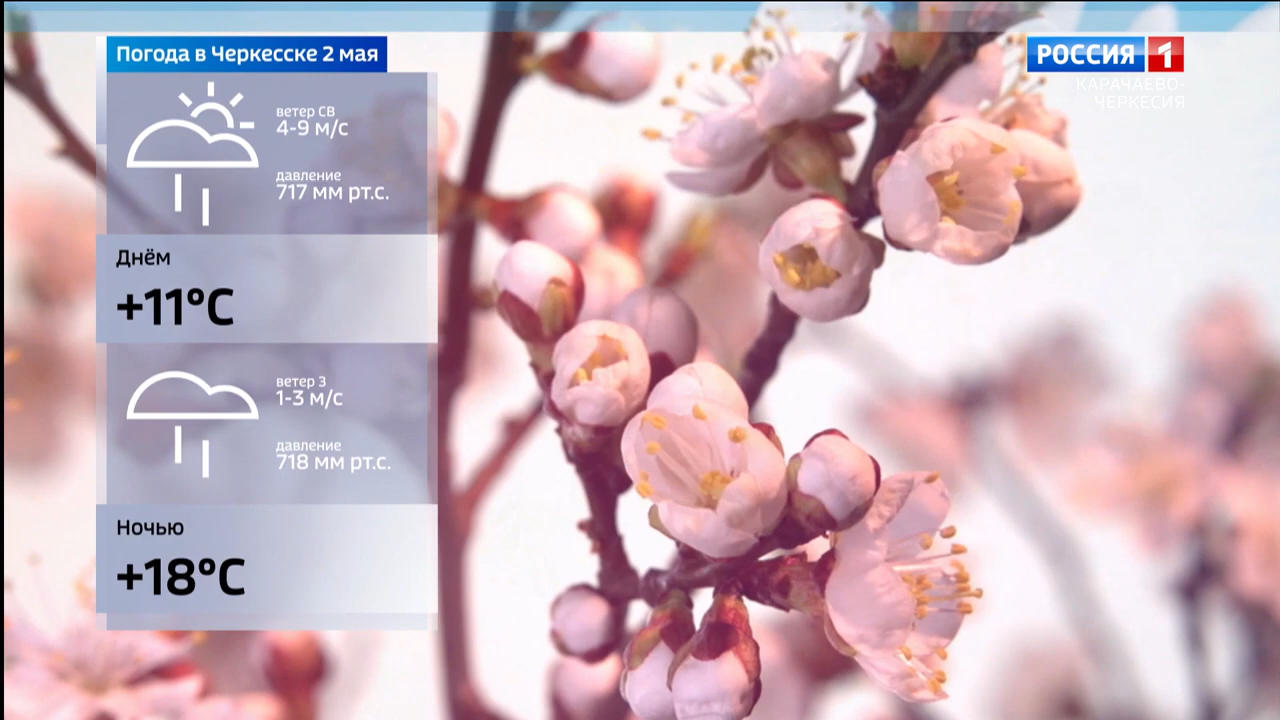 Погода в Черкесске 2 мая
РОССИЯ 1
КАРАЧАЕВО-
ЧЕРКЕСИЯ
ветер СВ
4-9 м/с
давление
717 мм рт.с.
Днём
+11°C
ветер З
1-3 м/с
давление
718 мм рт.с.
Ночью
+18°C